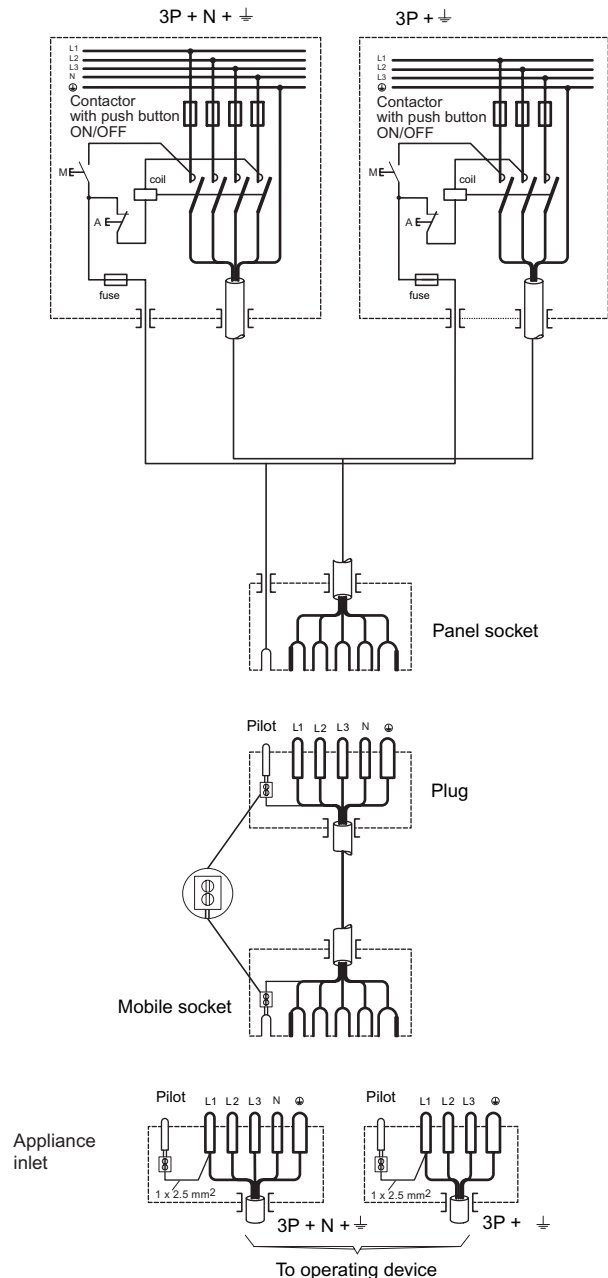 3P + N + ⏚
3P + ⏚
L1
L2
L3
N
⏚
Contactor
with push button
ON/OFF
M
coil
A
fuse
L1
L2
L3
⏚
Contactor
with push button
ON/OFF
M
coil
A
fuse
Panel socket
Pilot L1 L2 L3 N ⏚
Plug
Mobile socket
Pilot L1 L2 L3 N ⏚
Pilot L1 L2 L3 ⏚
Appliance
inlet
1 x 2.5 mm²
1 x 2.5 mm²
3P + N + ⏚
3P + ⏚
To operating device